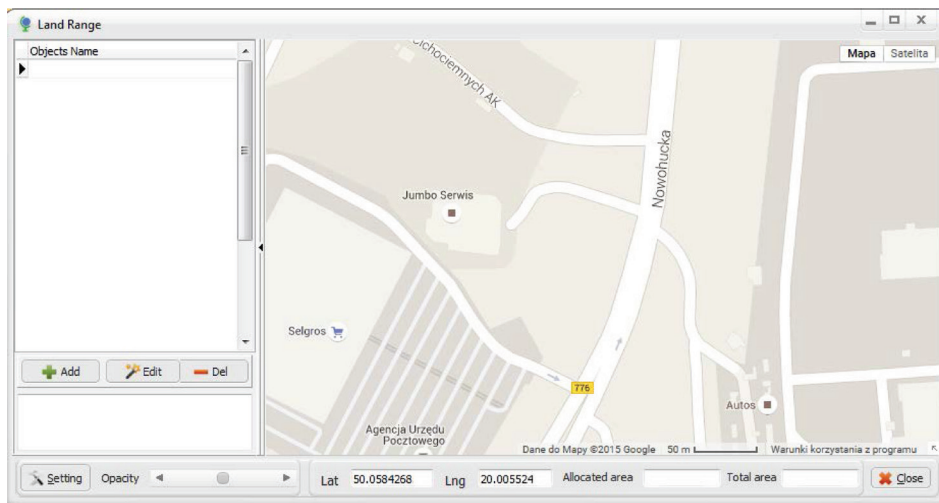 Land Range
Objects Name
Mapa Satelita
Cichociemnych AK
Nowohucka
Jumbo Serwis
Selgros
776
Autos
Agencja Urzędu
Pocztowego
Add Edit Del
Dane do Mapy ©2015 Google 50 m Warunki korzystania z programu
Setting Opacity Lat 50.0584268 Lng 20.005524 Allocated area Total area Close